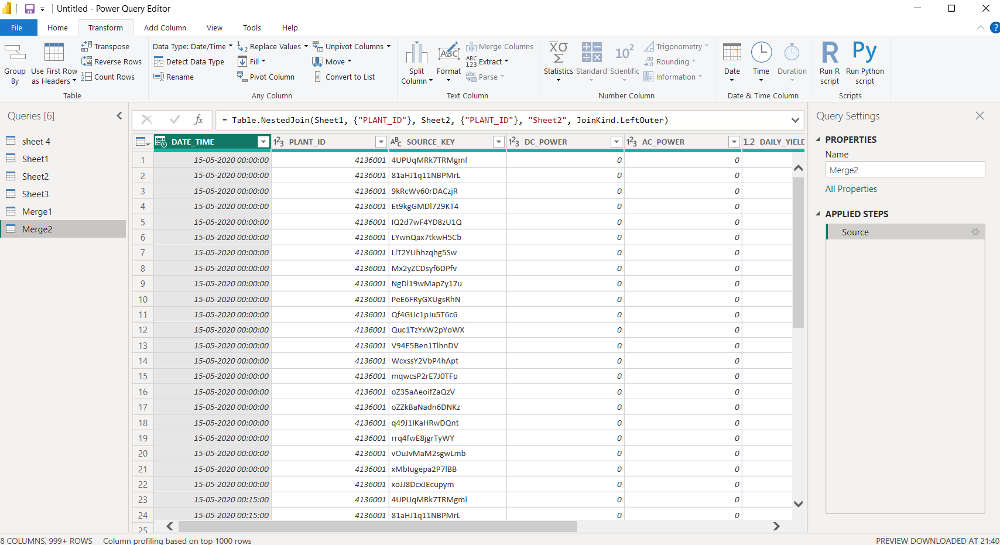 Untitled - Power Query Editor
File Home Transform Add Column View Tools Help
Group By
Use First Row as Headers
Transpose
Reverse Rows
Count Rows
Table
Data Type: Date/Time
Detect Data Type
Rename
Replace Values
Fill
Pivot Column
Unpivot Columns
Move
Convert to List
Any Column
Split Column
Format
Merge Columns
Extract
Parse
Text Column
Statistics
Standard
Scientific
Trigonometry
Rounding
Information
Number Column
Date
Time
Duration
Date & Time Column
Run R script
Run Python script
Scripts
Queries [6]
sheet 4
Sheet1
Sheet2
Sheet3
Merge1
Merge2
= Table.NestedJoin(Sheet1, {"PLANT_ID"}, Sheet2, {"PLANT_ID"}, "Sheet2", JoinKind.LeftOuter)
DATE_TIME PLANT_ID SOURCE_KEY DC_POWER AC_POWER 1.2 DAILY_YIELD
1 15-05-2020 00:00:00 4136001 4UPUqMRk7TRMgml 0 0
2 15-05-2020 00:00:00 4136001 81aHJ1q11NBPMrL 0 0
3 15-05-2020 00:00:00 4136001 9kRcWv60rDACzjR 0 0
4 15-05-2020 00:00:00 4136001 Et9kgGMDl729KT4 0 0
5 15-05-2020 00:00:00 4136001 IQ2d7wF4YD8zU1Q 0 0
6 15-05-2020 00:00:00 4136001 LYwnQax7tkwH5Cb 0 0
7 15-05-2020 00:00:00 4136001 LlT2YUhhzqhg5Sw 0 0
8 15-05-2020 00:00:00 4136001 Mx2yZCDsyf6DPfv 0 0
9 15-05-2020 00:00:00 4136001 NgDl19wMapZy17u 0 0
10 15-05-2020 00:00:00 4136001 PeE6FRyGXUgsRhN 0 0
11 15-05-2020 00:00:00 4136001 Qf4GUc1pJu5T6c6 0 0
12 15-05-2020 00:00:00 4136001 Quc1TzYxW2pYoWX 0 0
13 15-05-2020 00:00:00 4136001 V94E5Ben1TlhnDV 0 0
14 15-05-2020 00:00:00 4136001 WcxssY2VbP4hApt 0 0
15 15-05-2020 00:00:00 4136001 mqwcsP2rE7J0TFp 0 0
16 15-05-2020 00:00:00 4136001 oZ35aAeoifZaQzV 0 0
17 15-05-2020 00:00:00 4136001 oZZkBaNadn6DNKz 0 0
18 15-05-2020 00:00:00 4136001 q49J1IKaHRwDQnt 0 0
19 15-05-2020 00:00:00 4136001 rrq4fwE8jgrTyWY 0 0
20 15-05-2020 00:00:00 4136001 vOuJvMaM2sgwLmb 0 0
21 15-05-2020 00:00:00 4136001 xMbIugepa2P7lBB 0 0
22 15-05-2020 00:00:00 4136001 xoJJ8DcxJEcupym 0 0
23 15-05-2020 00:15:00 4136001 4UPUqMRk7TRMgml 0 0
24 15-05-2020 00:15:00 4136001 81aHJ1q11NBPMrL 0 0
25
Query Settings
PROPERTIES
Name
Merge2
All Properties
APPLIED STEPS
Source
8 COLUMNS, 999+ ROWS Column profiling based on top 1000 rows
PREVIEW DOWNLOADED AT 21:40